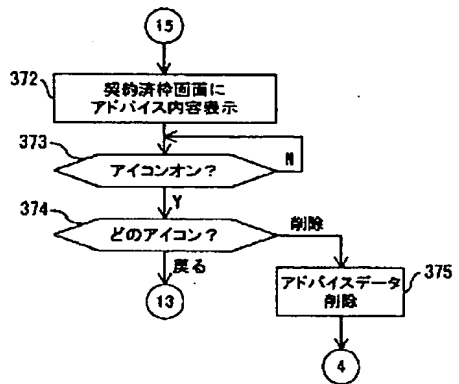 15
372
契約済枠画面に
アドバイス内容表示
373
アイコンオン?
N
Y
374
どのアイコン?
削除
戻る
13
アドバイスデータ
削除
375
4